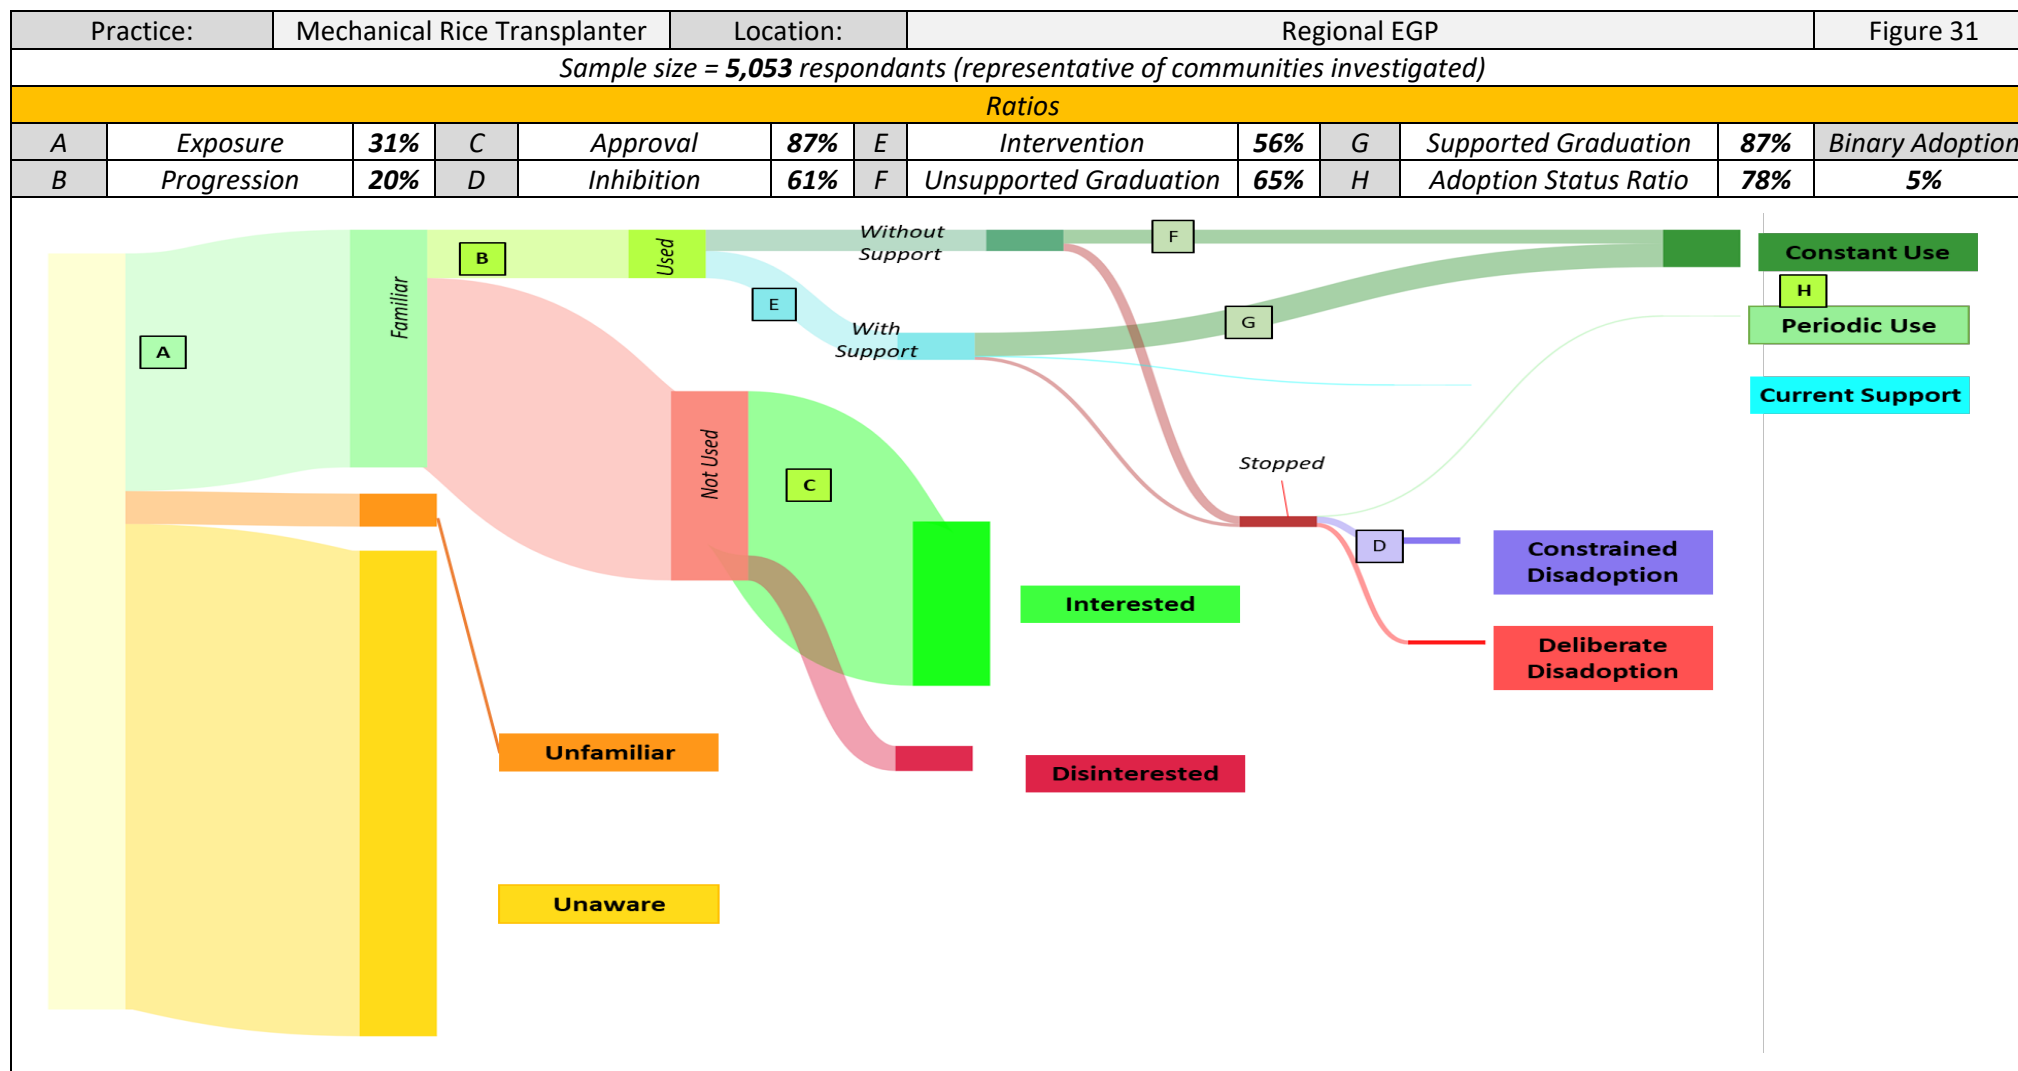 Practice: Mechanical Rice Transplanter Location: Regional EGP Figure 31
Sample size = 5,053 respondants (representative of communities investigated)
Ratios
A Exposure 31% C Approval 87% E Intervention 56% G Supported Graduation 87% Binary Adoption
B Progression 20% D Inhibition 61% F Unsupported Graduation 65% H Adoption Status Ratio 78% 5%
Without
Support
F
B
Used
Constant Use
H
E
Familiar
G
With
Support
Periodic Use
A
Current Support
Stopped
Not Used
C
D
Constrained
Disadoption
Interested
Deliberate
Disadoption
Unfamiliar
Disinterested
Unaware